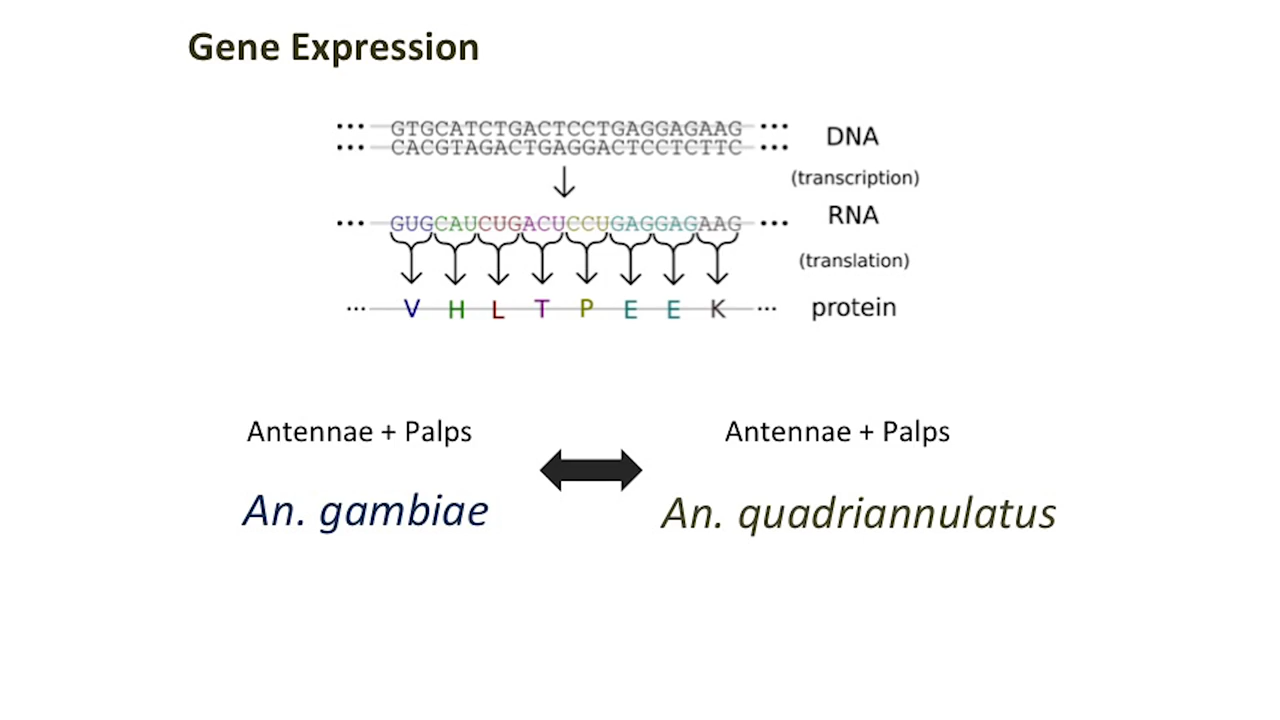 Gene Expression
... GTGCATCTGACTCCTGAGGAGAAG ... DNA
... CACGTAGACTGAGGACTCCTCTTC ...
(transcription)
... GUGCAUCUGACUCCUGAGGAGAAG ... RNA
(translation)
... V H L T P E E K ... protein
Antennae + Palps Antennae + Palps
An. gambiae An. quadriannulatus